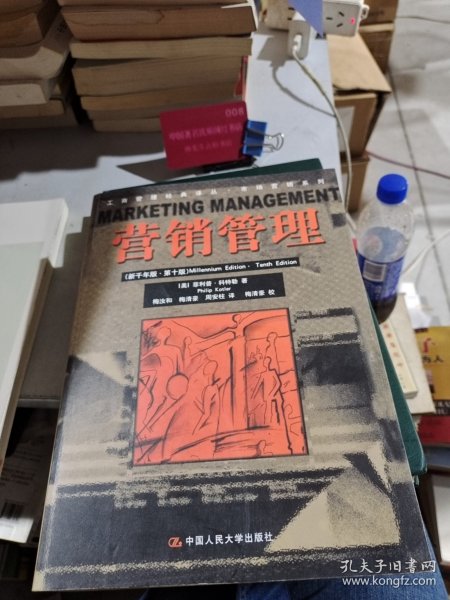 008
工商管理经典译丛·市场营销系列
MARKETING MANAGEMENT
营销管理
(新千年版·第十版)Millennium Edition·Tenth Edition
[美]菲利普·科特勒 著
Philip Kotler
梅汝和 梅清豪 周安柱 译 梅清豪 校
MARKETING MANAGEMENT
中国人民大学出版社
孔夫子旧书网
www.kongfz.com